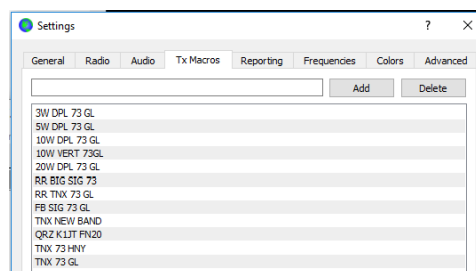 Settings ? ×
General Radio Audio Tx Macros Reporting Frequencies Colors Advanced
Add Delete
3W DPL 73 GL
5W DPL 73 GL
10W DPL 73 GL
10W VERT 73GL
20W DPL 73 GL
RR BIG SIG 73
RR TNX 73 GL
FB SIG 73 GL
TNX NEW BAND
QRZ K1JT FN20
TNX 73 HNY
TNX 73 GL